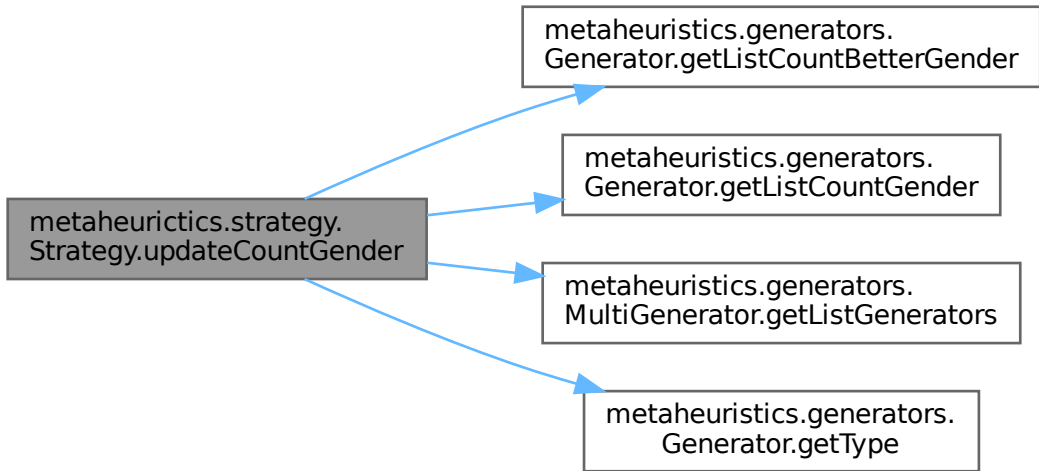 metaheuristics.generators.
Generator.getListCountBetterGender
metaheuristics.generators.
Generator.getListCountGender
metaheurictics.strategy.
Strategy.updateCountGender
metaheuristics.generators.
MultiGenerator.getListGenerators
metaheuristics.generators.
Generator.getType